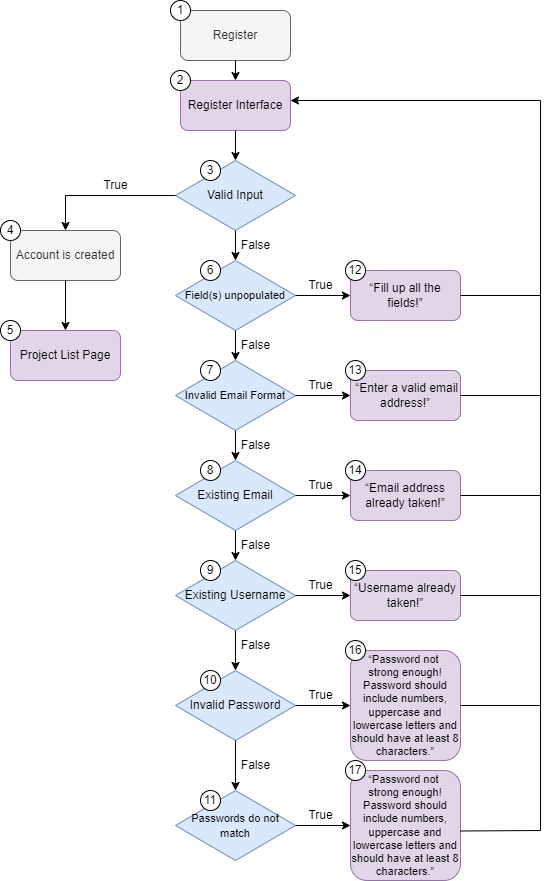 1
Register
2
Register Interface
3
Valid Input
True
False
4
Account is created
5
Project List Page
6
Field(s) unpopulated
True
12
“Fill up all the
fields!”
False
7
Invalid Email Format
True
13
“Enter a valid email
address!”
False
8
Existing Email
True
14
“Email address
already taken!”
False
9
Existing Username
True
15
“Username already
taken!”
False
10
Invalid Password
True
16
“Password not
strong enough!
Password should
include numbers,
uppercase and
lowercase letters and
should have at least 8
characters.”
False
11
Passwords do not
match
True
17
“Password not
strong enough!
Password should
include numbers,
uppercase and
lowercase letters and
should have at least 8
characters.”